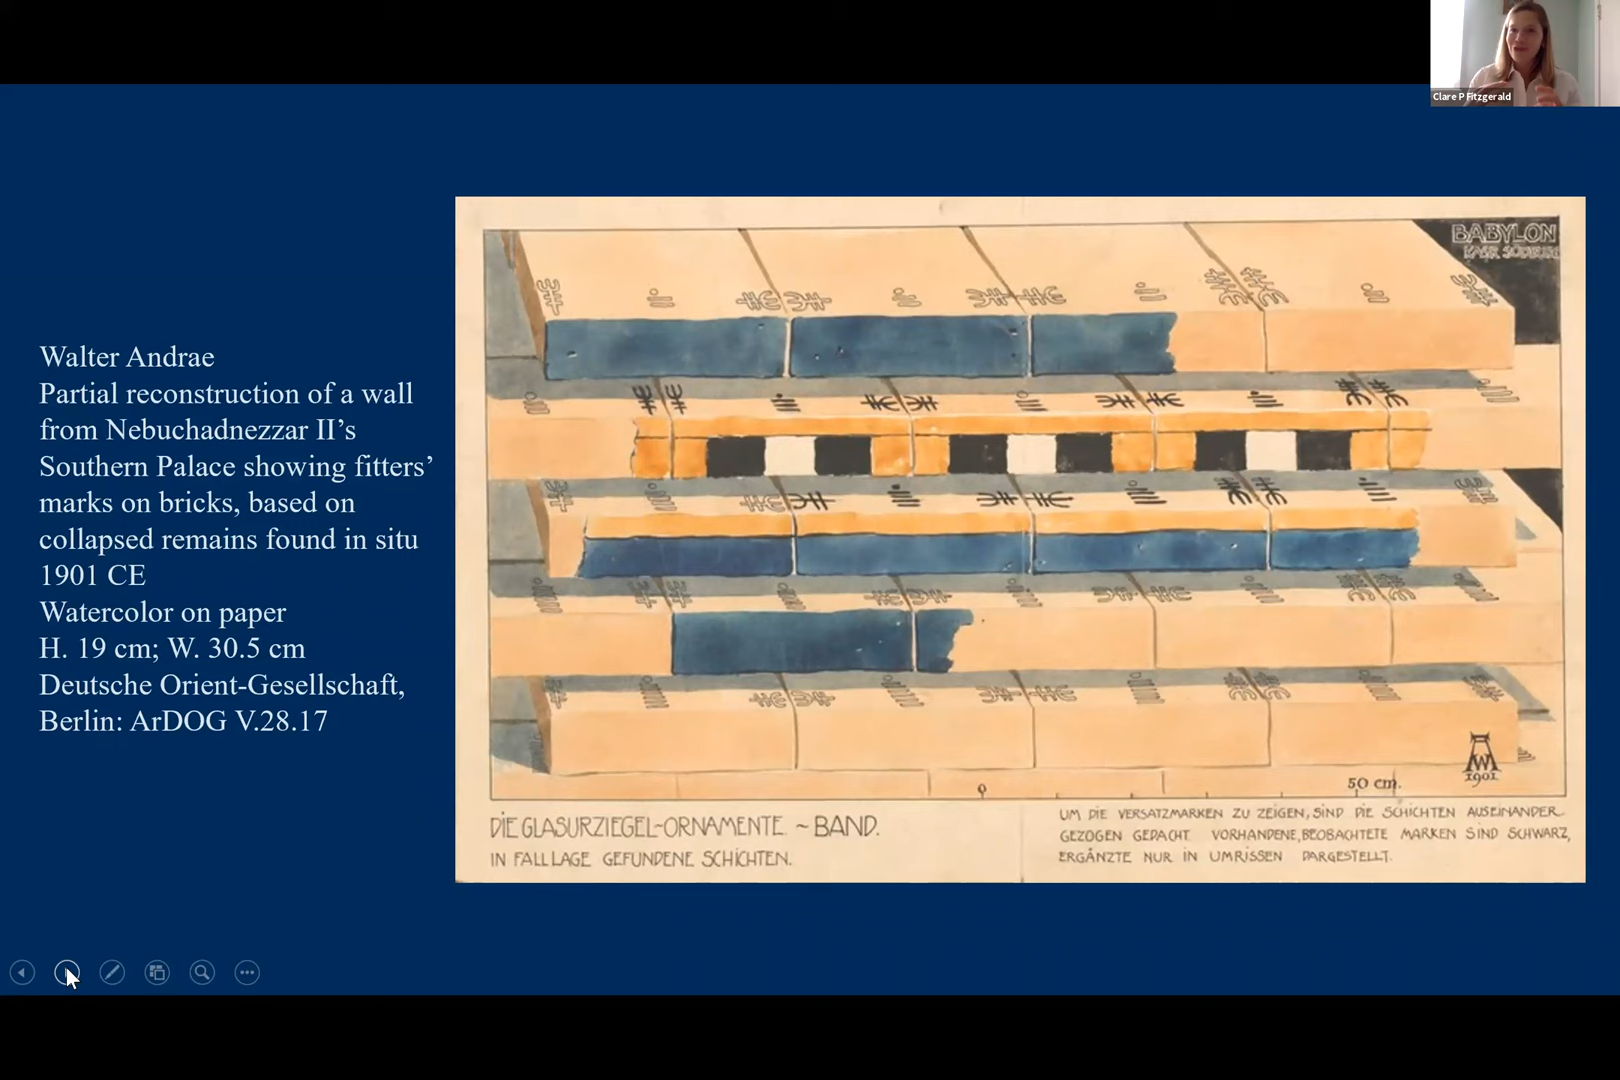 Clare P Fitzgerald
Walter Andrae
Partial reconstruction of a wall
from Nebuchadnezzar II’s
Southern Palace showing fitters’
marks on bricks, based on
collapsed remains found in situ
1901 CE
Watercolor on paper
H. 19 cm; W. 30.5 cm
Deutsche Orient-Gesellschaft,
Berlin: ArDOG V.28.17
BABYLON
KASR SÜDBURG
0
50 cm.
AW
1901
DIE GLASURZIEGEL-ORNAMENTE. ~ BAND.
IN FALLLAGE GEFUNDENE SCHICHTEN.
UM DIE VERSATZMARKEN ZU ZEIGEN, SIND DIE SCHICHTEN AUSEINANDER
GEZOGEN GEDACHT. VORHANDENE, BEOBACHTETE MARKEN SIND SCHWARZ,
ERGÄNZTE NUR IN UMRISSEN DARGESTELLT.